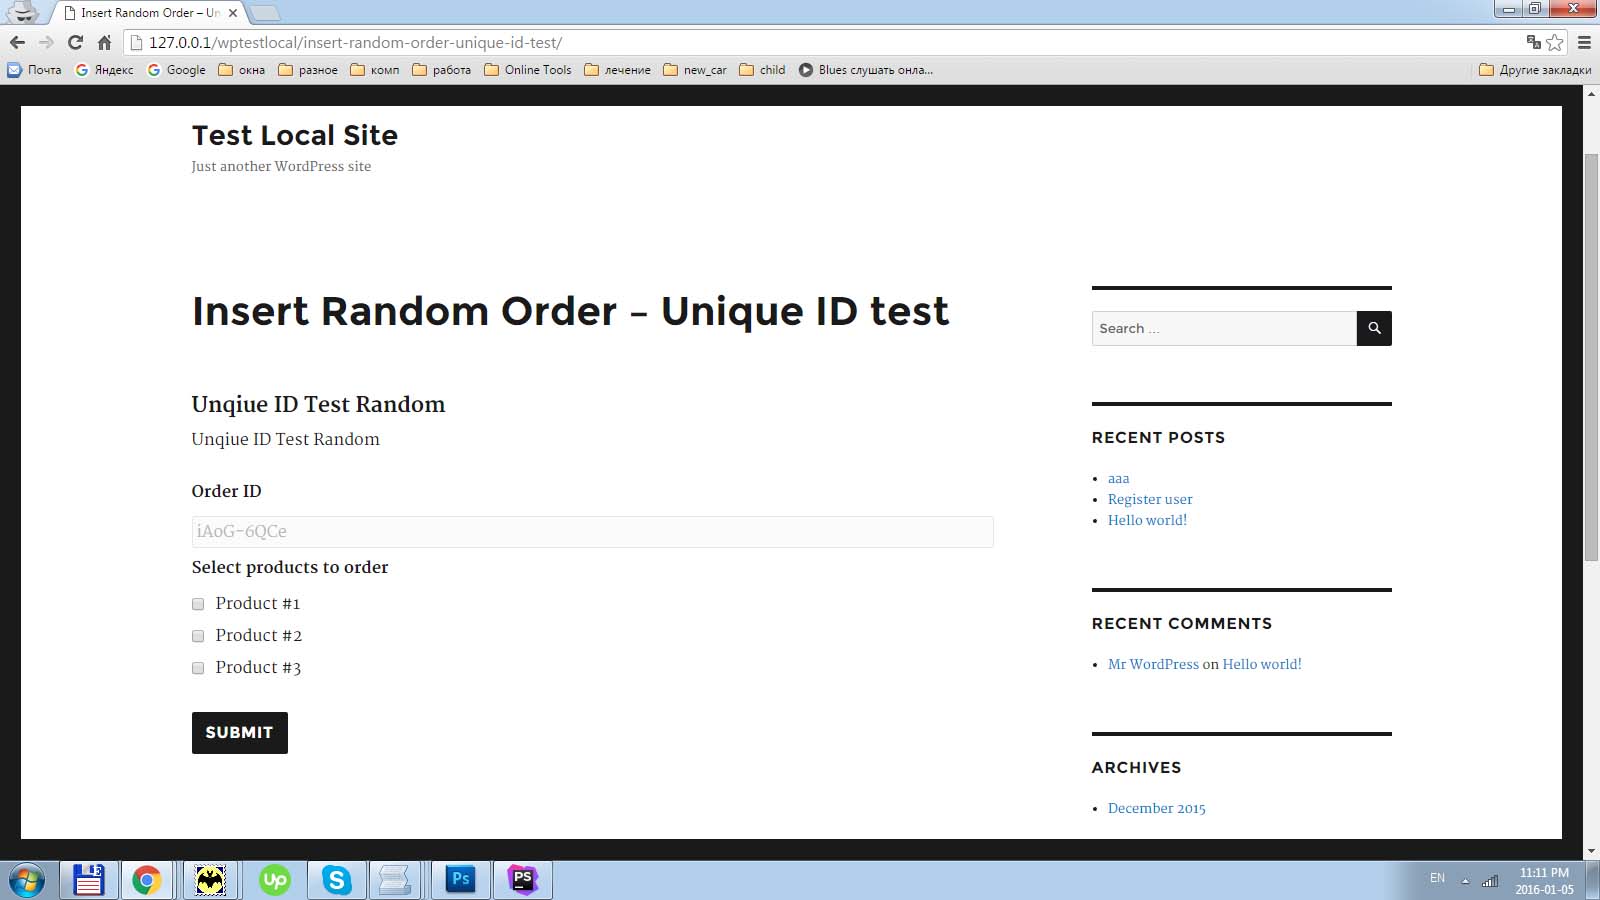 Insert Random Order – Un
127.0.0.1/wptestlocal/insert-random-order-unique-id-test/
Почта Яндекс Google окна разное комп работа Online Tools лечение new_car child Blues слушать онла... Другие закладки
Test Local Site
Just another WordPress site
Insert Random Order – Unique ID test
Unqiue ID Test Random
Unqiue ID Test Random
Order ID
iAoG-6QCe
Select products to order
Product #1
Product #2
Product #3
SUBMIT
Search ...
RECENT POSTS
aaa
Register user
Hello world!
RECENT COMMENTS
Mr WordPress on Hello world!
ARCHIVES
December 2015
Up
S
Ps
PS
EN
11:11 PM
2016-01-05